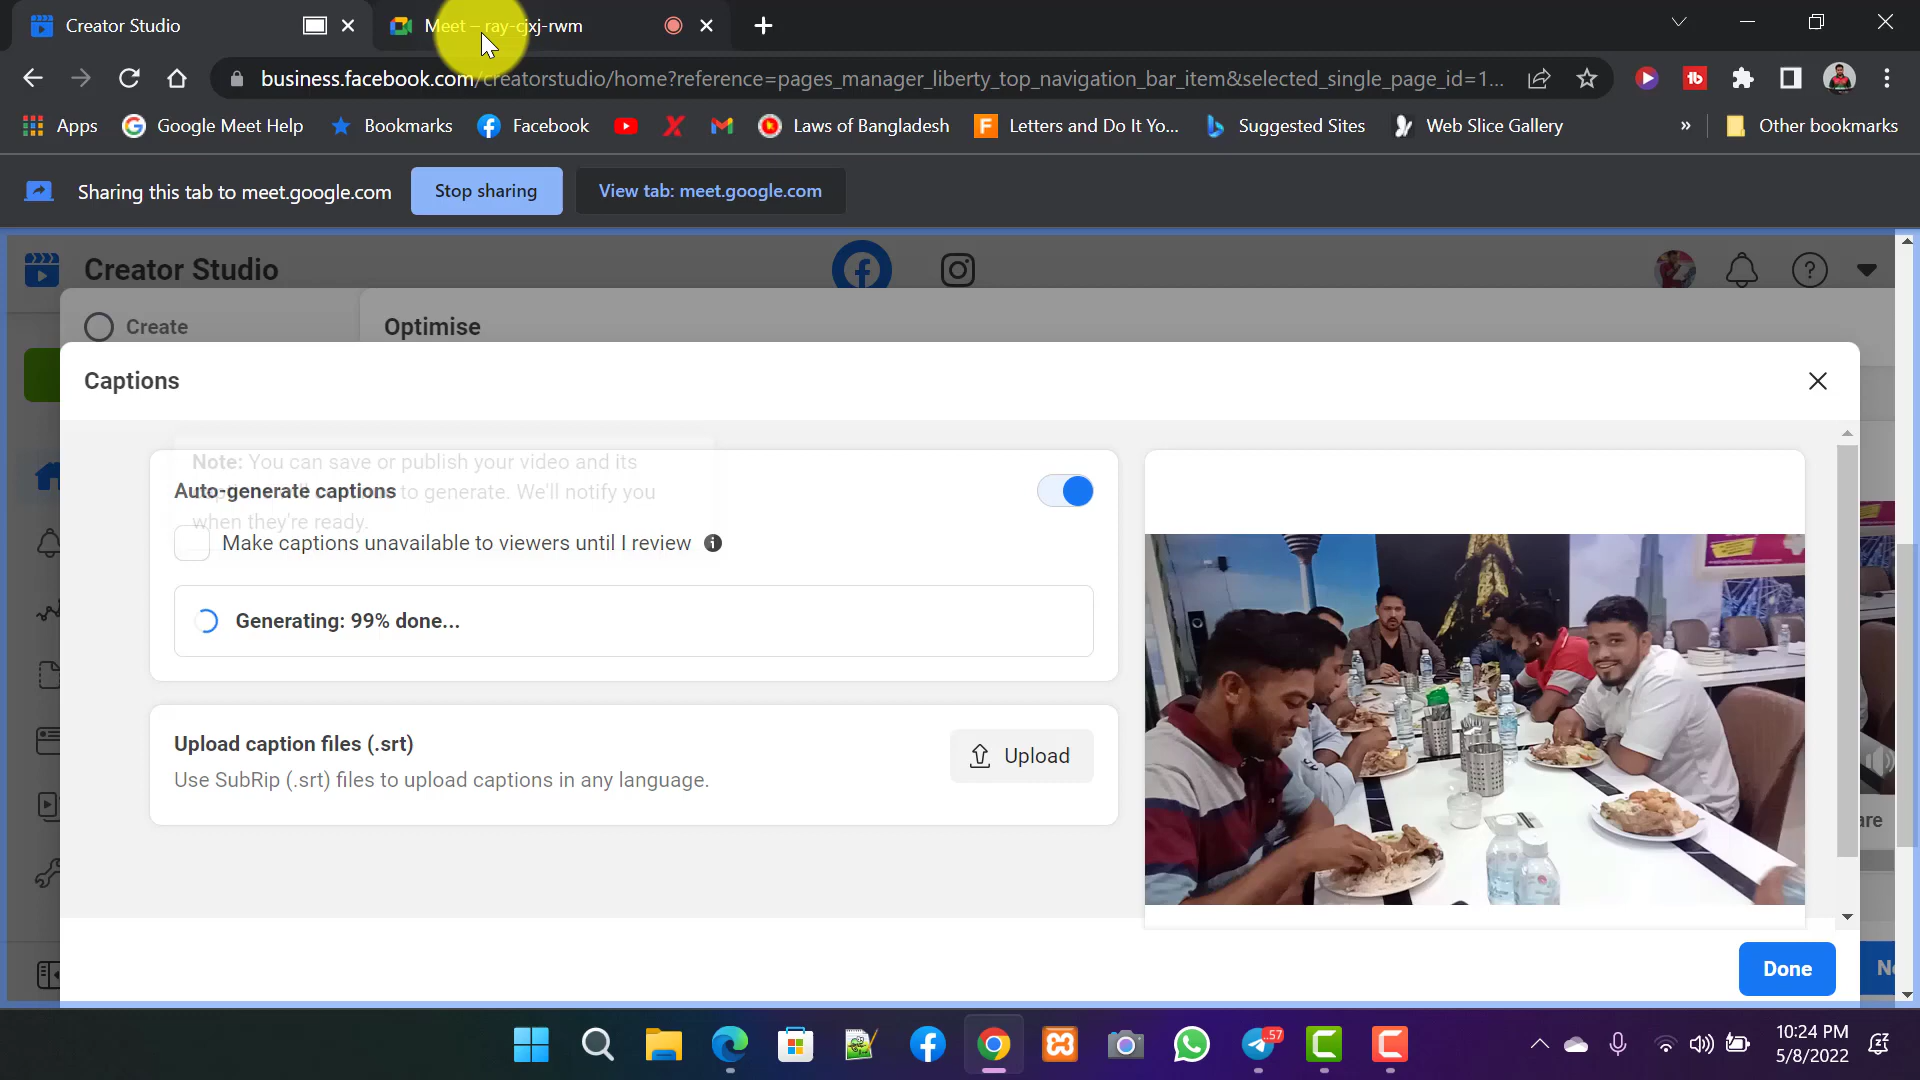 Creator Studio
Meet – ray-cjxj-rwm
business.facebook.com/creatorstudio/home?reference=pages_manager_liberty_top_navigation_bar_item&selected_single_page_id=1...
Apps
Google Meet Help
Bookmarks
Facebook
Laws of Bangladesh
Letters and Do It Yo...
Suggested Sites
Web Slice Gallery
»
Other bookmarks
Sharing this tab to meet.google.com
Stop sharing
View tab: meet.google.com
Creator Studio
Create
Optimise
Captions
Note: You can save or publish your video and its
to generate. We'll notify you
when they're ready.
Auto-generate captions
Make captions unavailable to viewers until I review
Generating: 99% done...
Upload caption files (.srt)
Use SubRip (.srt) files to upload captions in any language.
Upload
Done
57
10:24 PM
5/8/2022